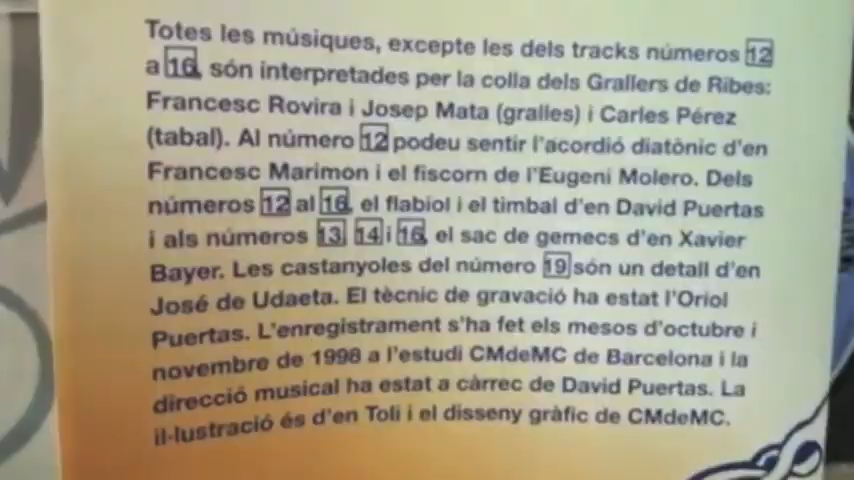 Totes les músiques, excepte les dels tracks números 12
a 16, són interpretades per la colla dels Grallers de Ribes:
Francesc Rovira i Josep Mata (gralles) i Carles Pérez
(tabal). Al número 12 podeu sentir l'acordió diatònic d'en
Francesc Marimon i el fiscorn de l'Eugeni Molero. Dels
números 12 al 16, el flabiol i el timbal d'en David Puertas
i als números 13, 14 i 16, el sac de gemecs d'en Xavier
Bayer. Les castanyoles del número 19 són un detall d'en
José de Udaeta. El tècnic de gravació ha estat l'Oriol
Puertas. L'enregistrament s'ha fet els mesos d'octubre i
novembre de 1998 a l'estudi CMdeMC de Barcelona i la
direcció musical ha estat a càrrec de David Puertas. La
il·lustració és d'en Toli i el disseny gràfic de CMdeMC.